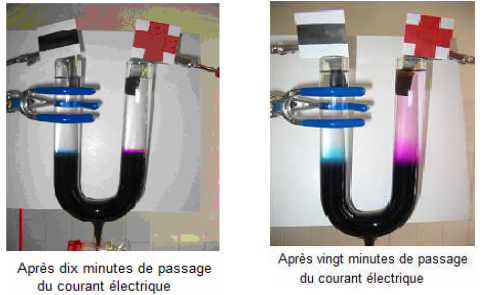 Après dix minutes de passage
du courant électrique
Après vingt minutes de passage
du courant électrique